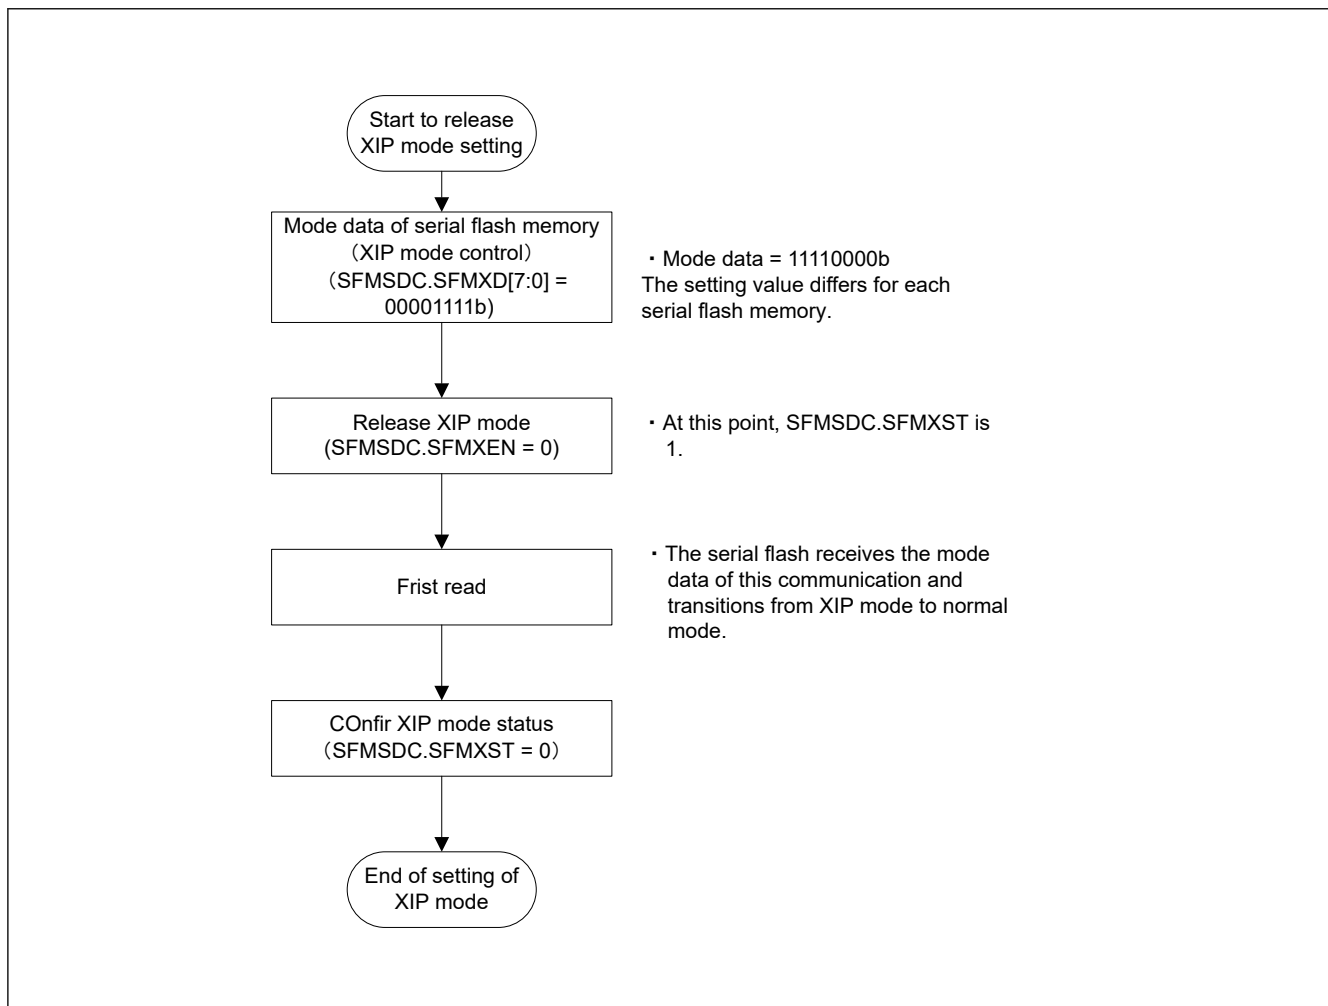 Start to release
XIP mode setting
Mode data of serial flash memory
（XIP mode control）
（SFMSDC.SFMXD[7:0] =
00001111b)
・Mode data = 11110000b
The setting value differs for each
serial flash memory.
Release XIP mode
(SFMSDC.SFMXEN = 0)
・At this point, SFMSDC.SFMXST is
1.
Frist read
・The serial flash receives the mode
data of this communication and
transitions from XIP mode to normal
mode.
COnfir XIP mode status
（SFMSDC.SFMXST = 0）
End of setting of
XIP mode